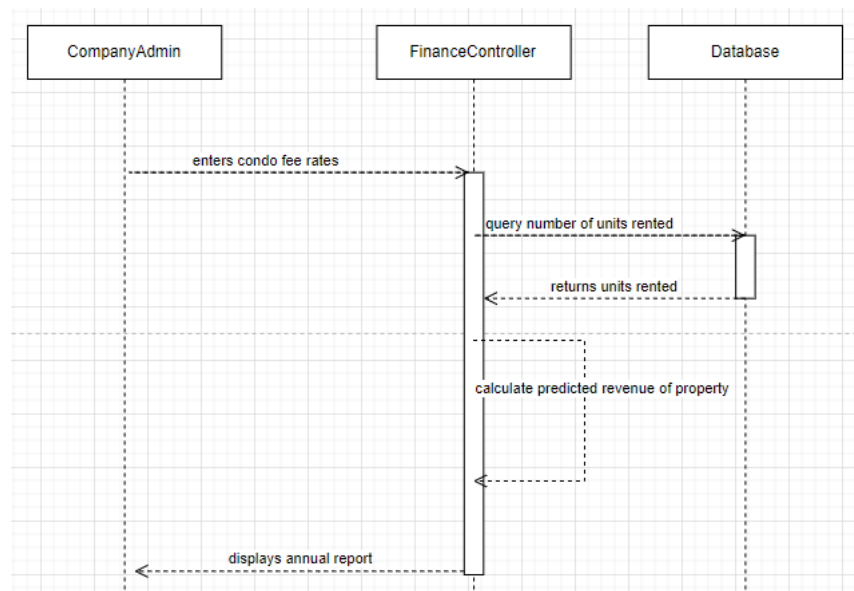 CompanyAdmin
FinanceController
Database
enters condo fee rates
query number of units rented
returns units rented
calculate predicted revenue of property
displays annual report